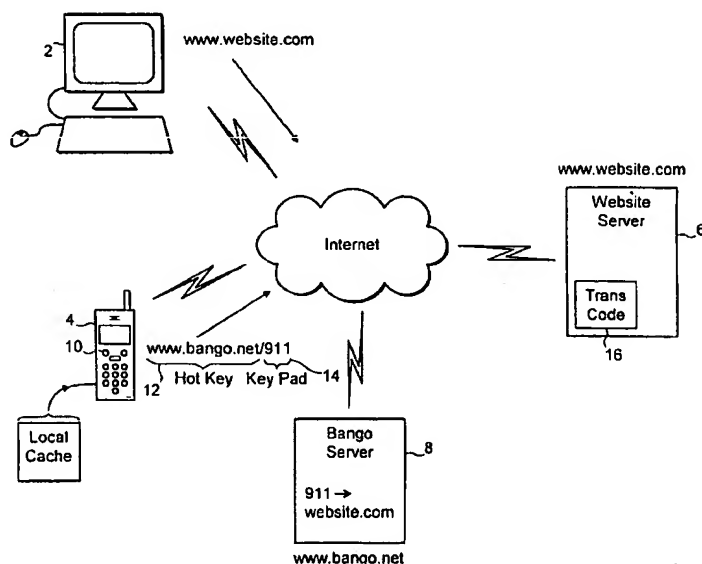 2
www.website.com
www.website.com
Website
Server
6
Internet
Trans
Code
16
4
10
www.bango.net/911
12
Hot Key
Key Pad
14
Local
Cache
Bango
Server
8
911→
website.com
www.bango.net